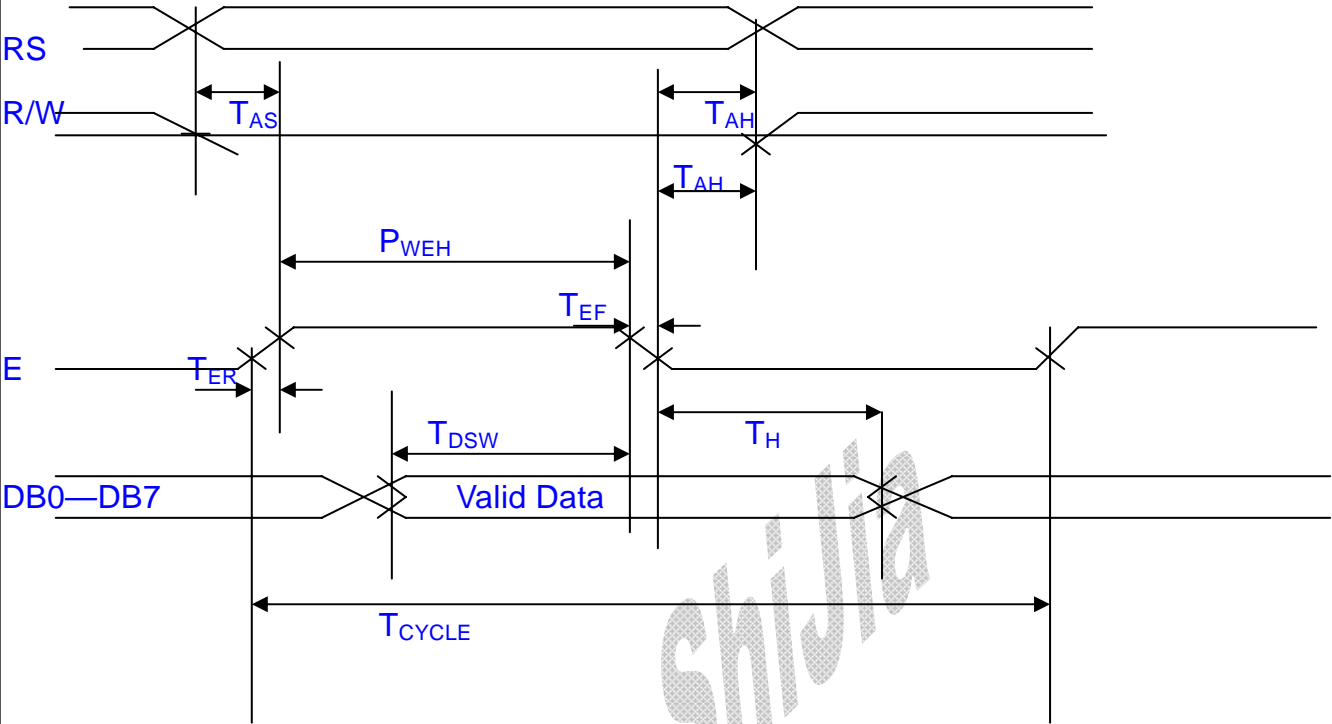 RS
R/W
TAS
TAH
TAH
PWEH
TEF
E
TER
TDSW
TH
DB0—DB7
Valid Data
TCYCLE
ShiJia